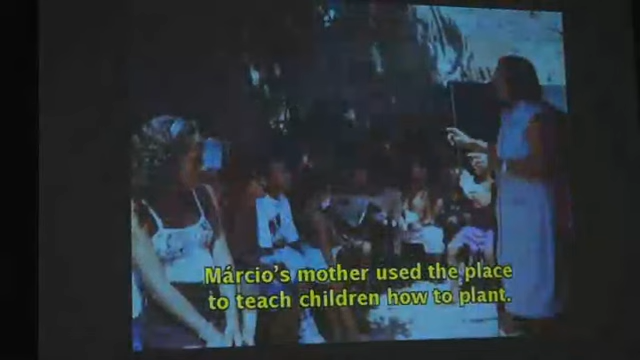 Márcio's mother used the place
to teach children how to plant.